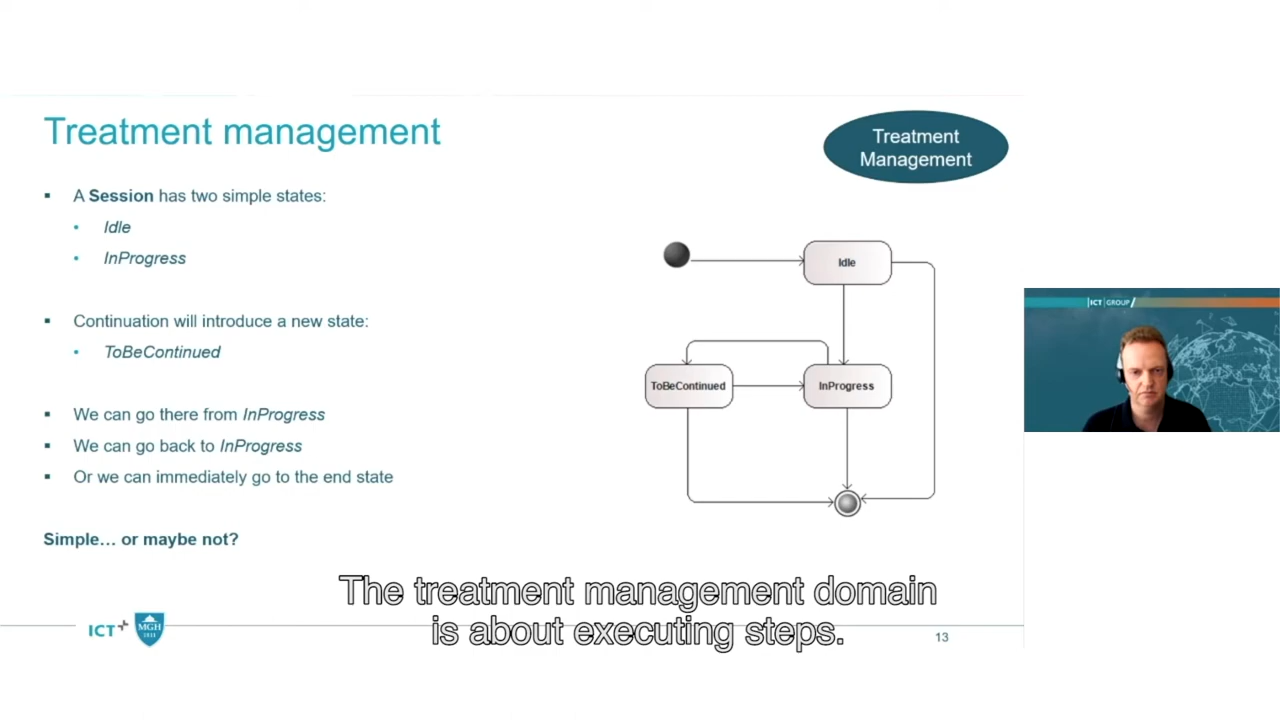 Treatment management
Treatment
Management
▪ A Session has two simple states:
• Idle
• InProgress
▪ Continuation will introduce a new state:
• ToBeContinued
▪ We can go there from InProgress
▪ We can go back to InProgress
▪ Or we can immediately go to the end state
Simple… or maybe not?
Idle
ToBeContinued
InProgress
|ICT|GROUP/
The treatment management domain
is about executing steps.
ICT+
MGH
1811
13